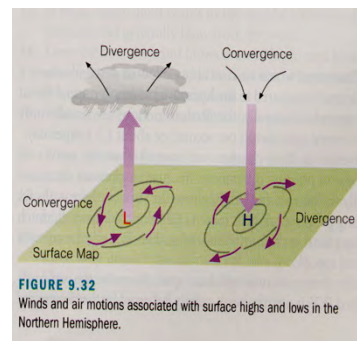 Divergence
Convergence
Convergence
L
H
Divergence
Surface Map
FIGURE 9.32
Winds and air motions associated with surface highs and lows in the
Northern Hemisphere.